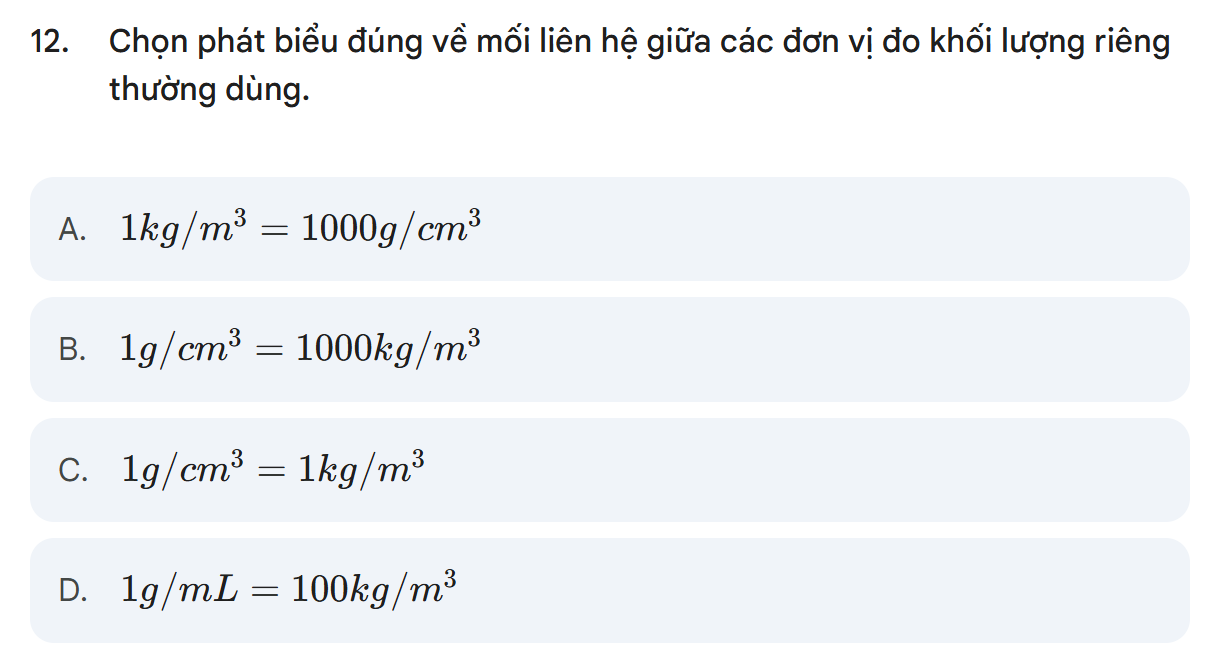 12. Chọn phát biểu đúng về mối liên hệ giữa các đơn vị đo khối lượng riêng
thường dùng.
A. 1kg/m³ = 1000g/cm³
B. 1g/cm³ = 1000kg/m³
C. 1g/cm³ = 1kg/m³
D. 1g/mL = 100kg/m³